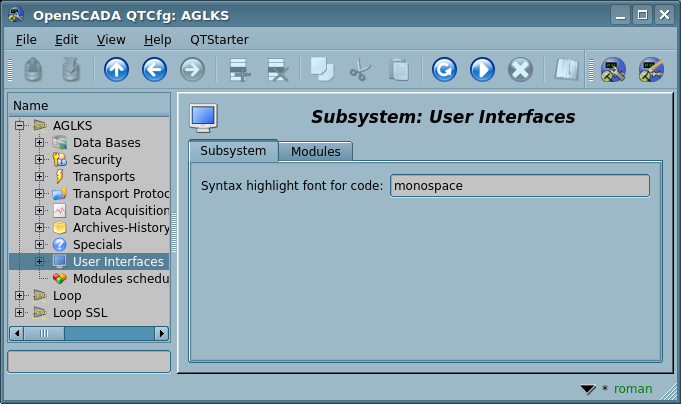 OpenSCADA QTCfg: AGLKS
File Edit View Help QTStarter
Name
AGLKS
Data Bases
Security
Transports
Transport Protoc
Data Acquisition
Archives-History
Specials
User Interfaces
Modules schedu
Loop
Loop SSL
Subsystem: User Interfaces
Subsystem Modules
Syntax highlight font for code: monospace
* roman